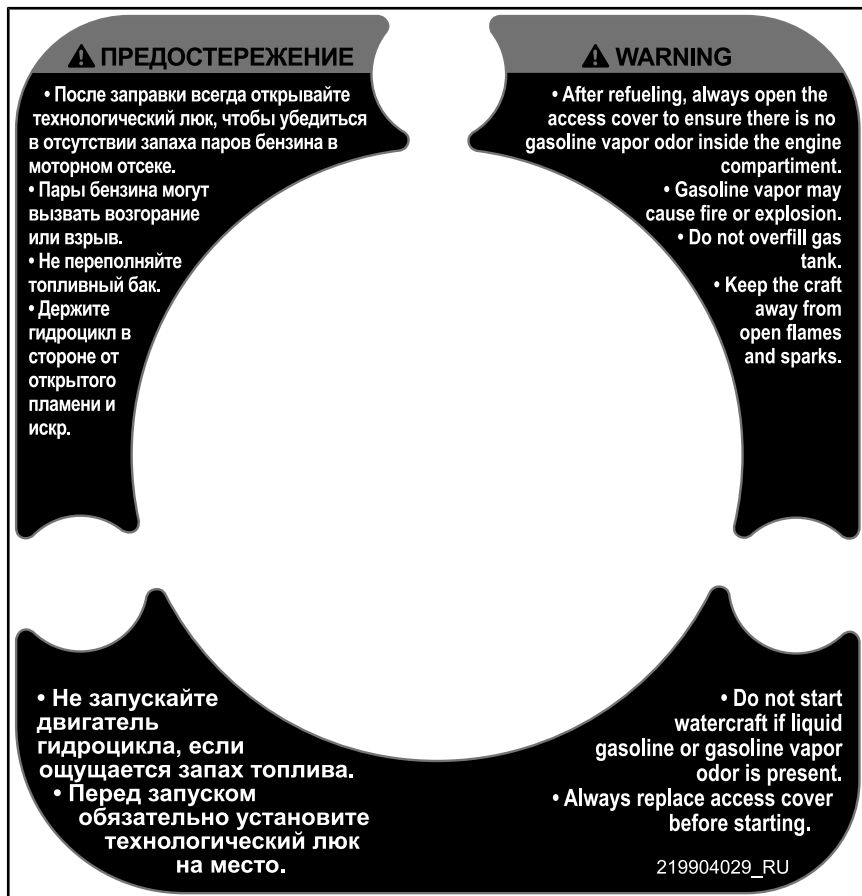 ПРЕДОСТЕРЕЖЕНИЕ
• После заправки всегда открывайте
технологический люк, чтобы убедиться
в отсутствии запаха паров бензина в
моторном отсеке.
• Пары бензина могут
вызвать возгорание
или взрыв.
• Не переполняйте
топливный бак.
• Держите
гидроцикл в
стороне от
открытого
пламени и
искр.
WARNING
• After refueling, always open the
access cover to ensure there is no
gasoline vapor odor inside the engine
compartiment.
• Gasoline vapor may
cause fire or explosion.
• Do not overfill gas
tank.
• Keep the craft
away from
open flames
and sparks.
• Не запускайте
двигатель
гидроцикла, если
ощущается запах топлива.
• Перед запуском
обязательно установите
технологический люк
на место.
• Do not start
watercraft if liquid
gasoline or gasoline vapor
odor is present.
• Always replace access cover
before starting.
219904029_RU